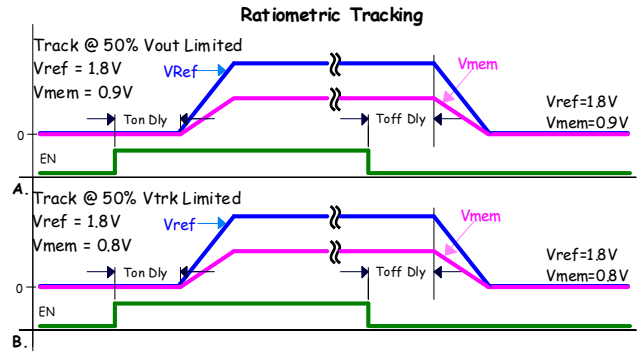 Ratiometric Tracking
Track @ 50% Vout Limited
Vref = 1.8V
VRef
Vmem
Vmem = 0.9V
Vref=1.8V
Vmem=0.9V
Ton Dly
Toff Dly
0
EN
A.
Track @ 50% Vtrk Limited
Vref = 1.8V
Vref
Vmem
Vmem = 0.8V
Vref=1.8V
Vmem=0.8V
Ton Dly
Toff Dly
0
EN
B.